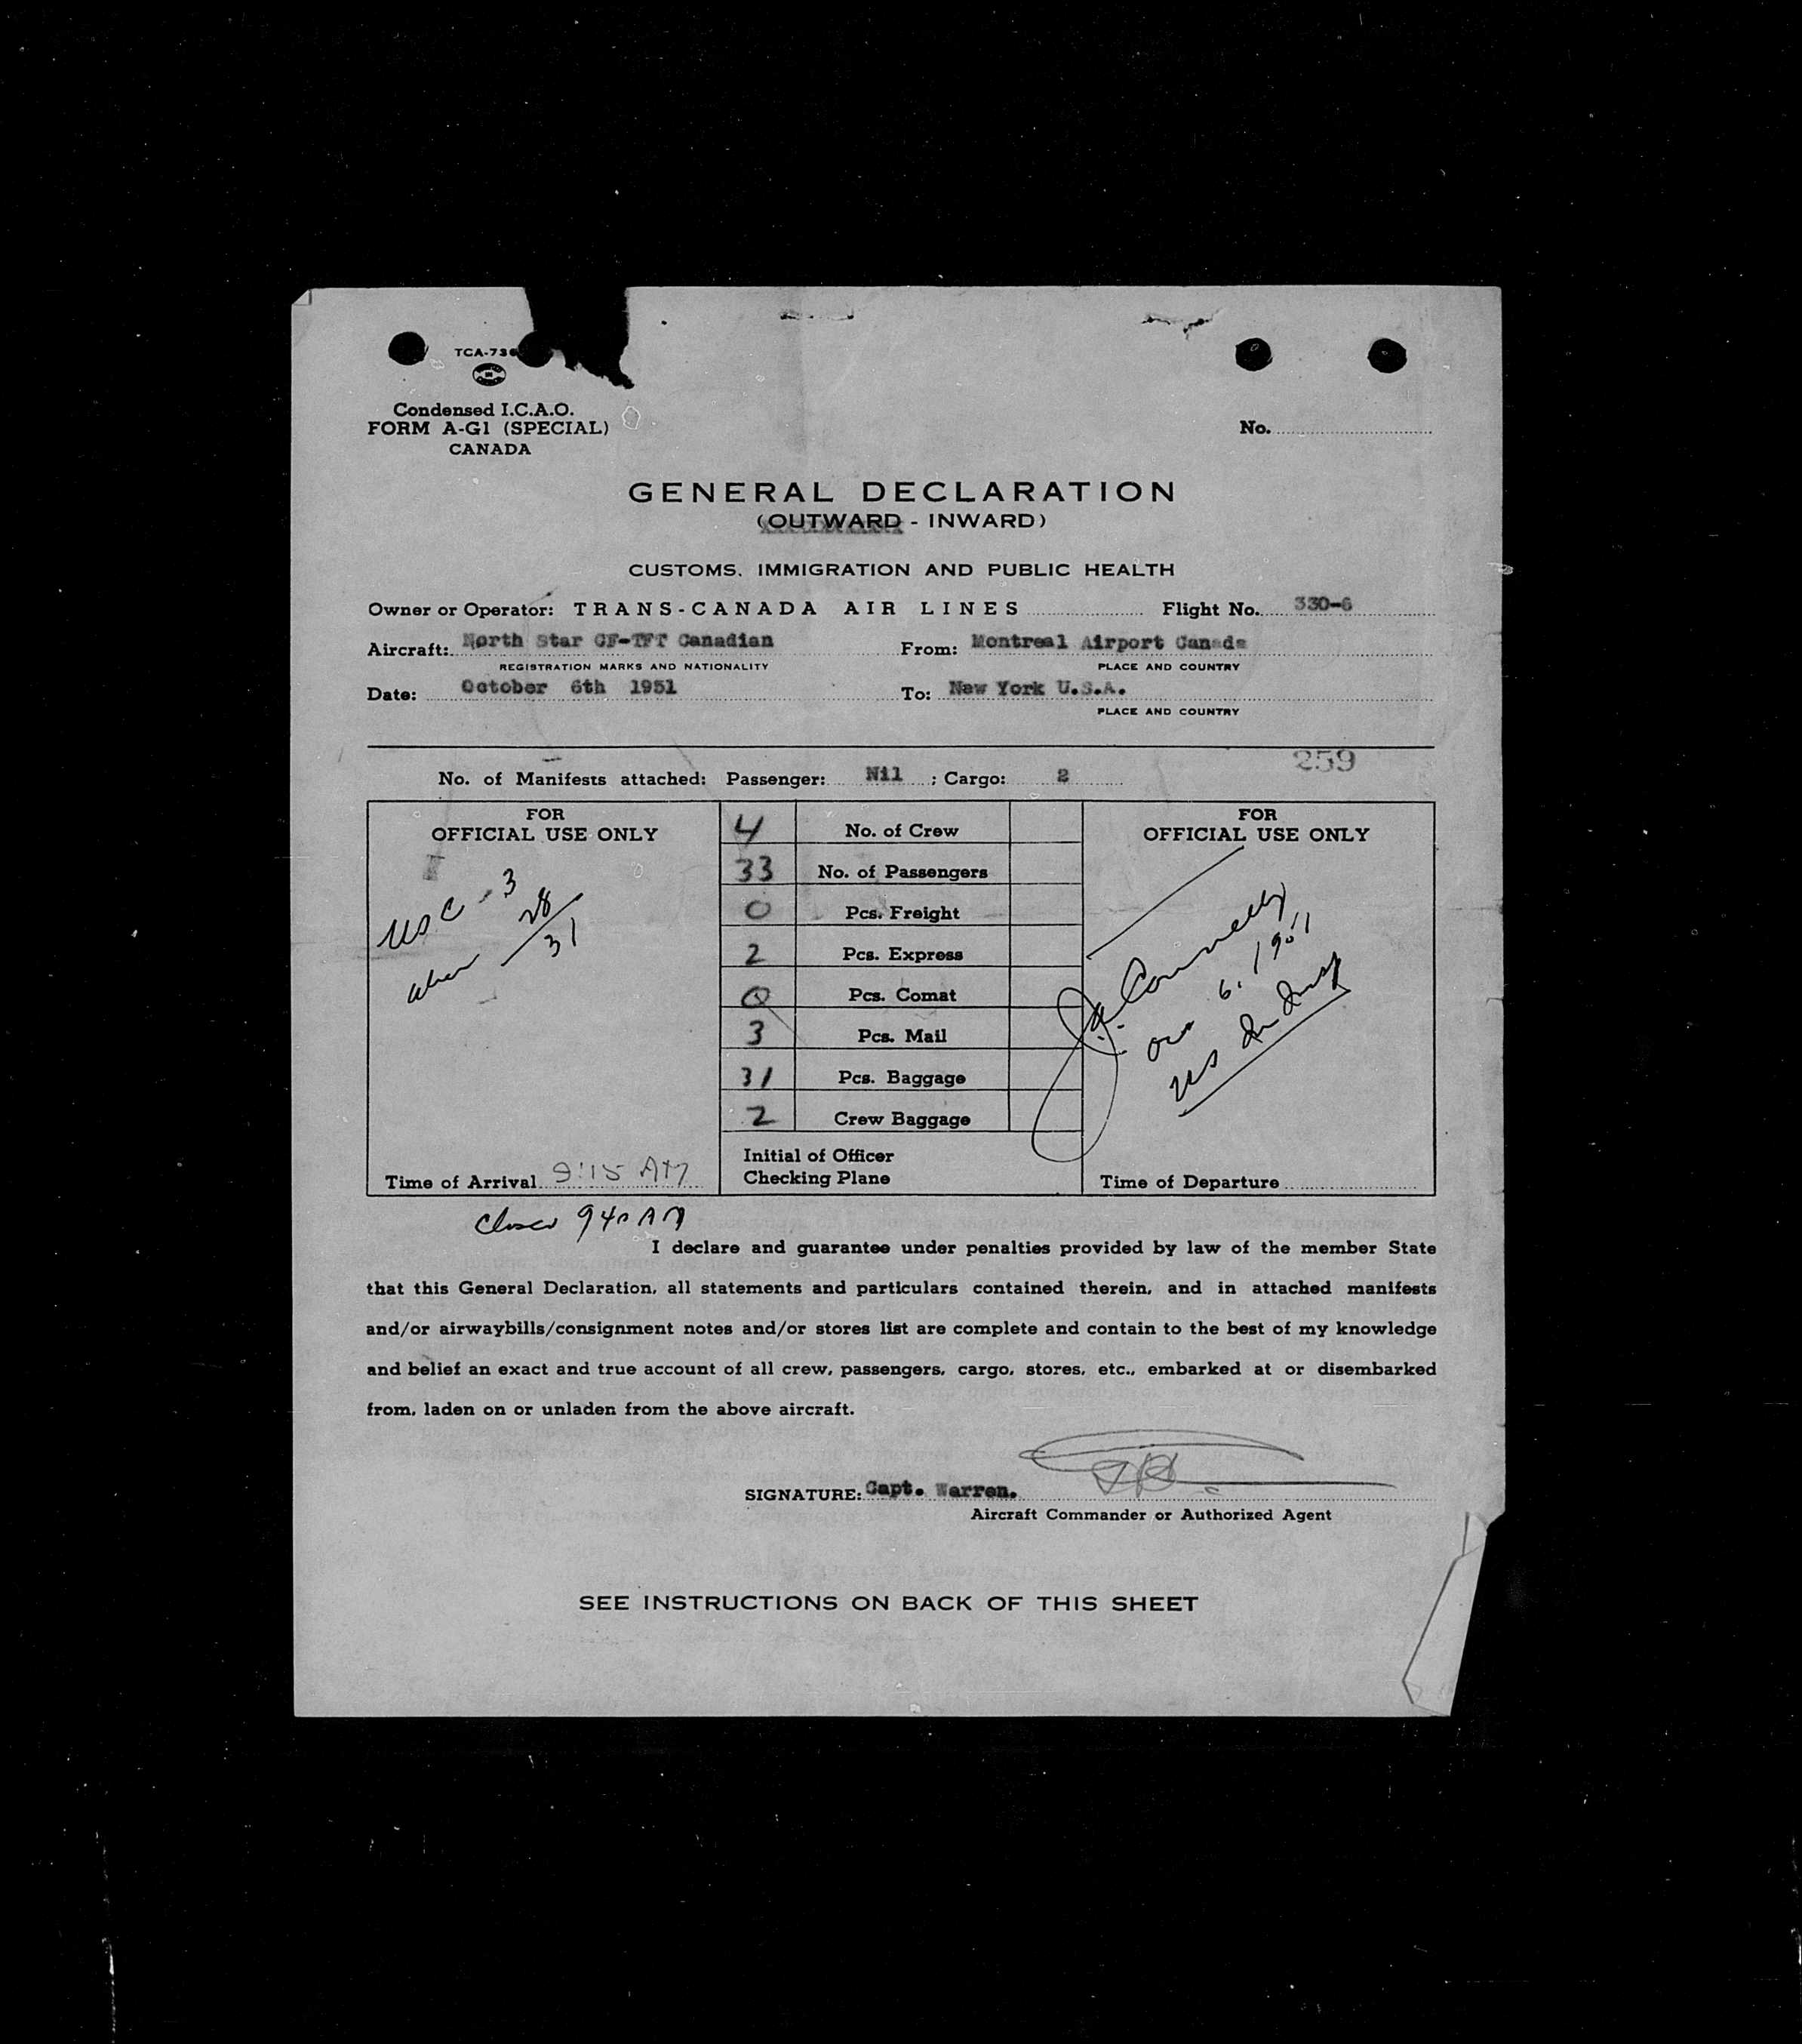 TCA-736
Condensed I.C.A.O.
FORM A-G1 (SPECIAL)
CANADA
No.
GENERAL DECLARATION
(OUTWARD - INWARD)
CUSTOMS, IMMIGRATION AND PUBLIC HEALTH
Owner or Operator: TRANS-CANADA AIR LINES Flight No. 330-6
Aircraft: North Star CF-TFT Canadian From: Montreal Airport Canada
REGISTRATION MARKS AND NATIONALITY PLACE AND COUNTRY
Date: October 6th 1951 To: New York U.S.A.
PLACE AND COUNTRY
259
No. of Manifests attached: Passenger: Nil ; Cargo: 2
FOR
OFFICIAL USE ONLY
USC - 3
28
31
Time of Arrival 9:15 AM
4 No. of Crew
33 No. of Passengers
0 Pcs. Freight
2 Pcs. Express
0 Pcs. Comat
3 Pcs. Mail
31 Pcs. Baggage
2 Crew Baggage
Initial of Officer
Checking Plane
FOR
OFFICIAL USE ONLY
Connelly
6, 1951
US
Time of Departure
Closed 940 AM
I declare and guarantee under penalties provided by law of the member State
that this General Declaration, all statements and particulars contained therein, and in attached manifests
and/or airwaybills/consignment notes and/or stores list are complete and contain to the best of my knowledge
and belief an exact and true account of all crew, passengers, cargo, stores, etc., embarked at or disembarked
from, laden on or unladen from the above aircraft.
SIGNATURE: Capt. Warren.
Aircraft Commander or Authorized Agent
SEE INSTRUCTIONS ON BACK OF THIS SHEET